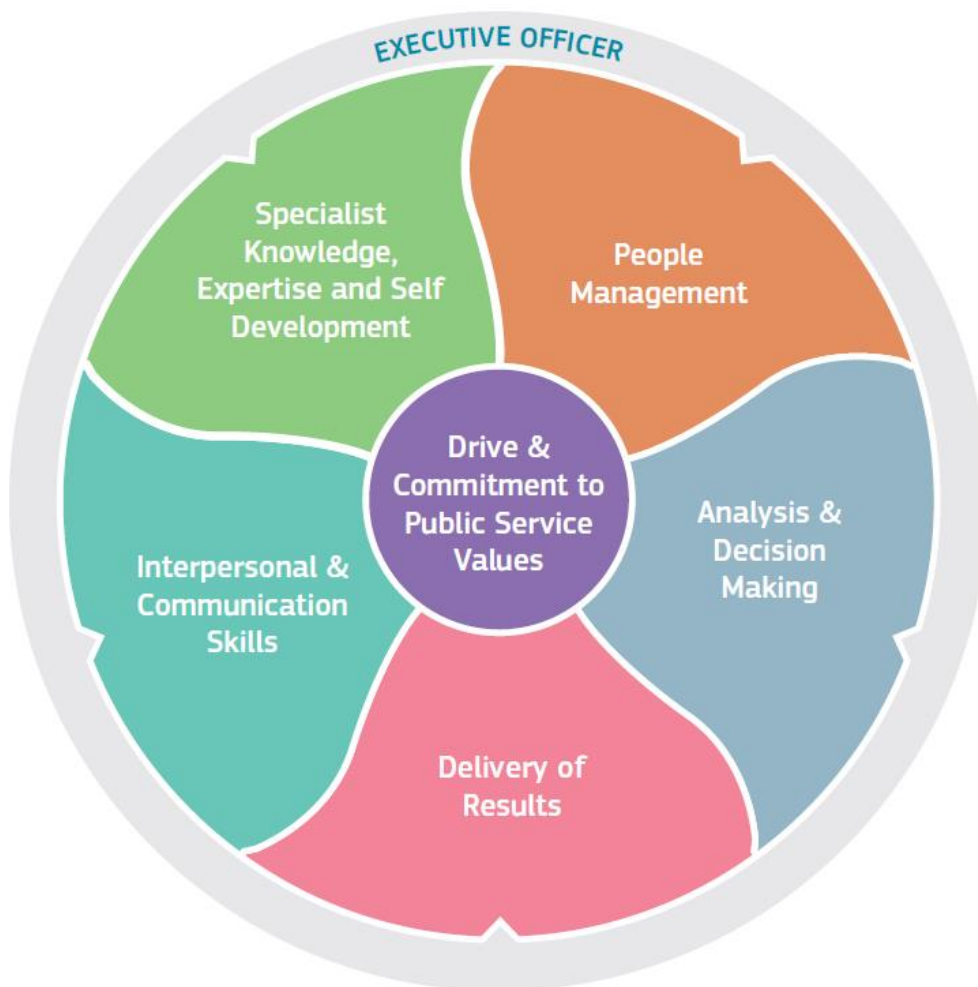 EXECUTIVE OFFICER
Specialist
Knowledge,
Expertise and Self
Development
People
Management
Drive &
Commitment to
Public Service
Values
Analysis &
Decision
Making
Interpersonal &
Communication
Skills
Delivery of
Results